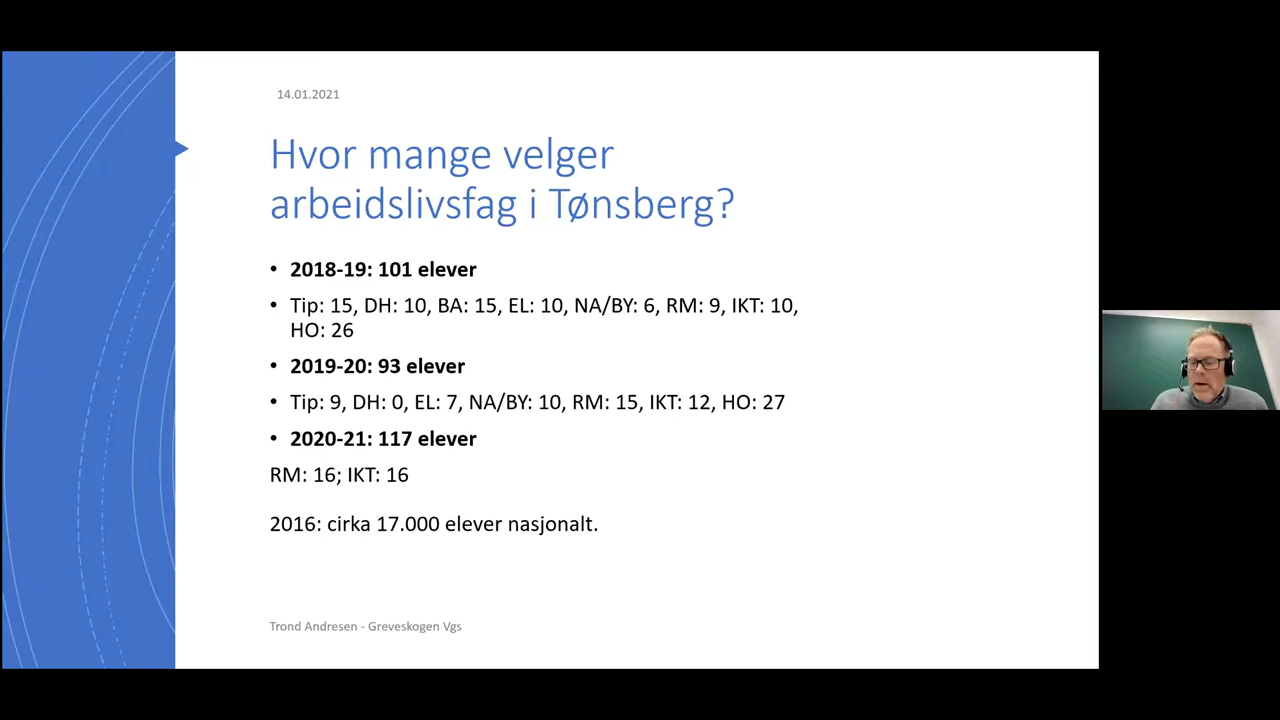 14.01.2021
Hvor mange velger
arbeidslivsfag i Tønsberg?
• 2018-19: 101 elever
• Tip: 15, DH: 10, BA: 15, EL: 10, NA/BY: 6, RM: 9, IKT: 10,
HO: 26
• 2019-20: 93 elever
• Tip: 9, DH: 0, EL: 7, NA/BY: 10, RM: 15, IKT: 12, HO: 27
• 2020-21: 117 elever
RM: 16; IKT: 16
2016: cirka 17.000 elever nasjonalt.
Trond Andresen - Greveskogen Vgs